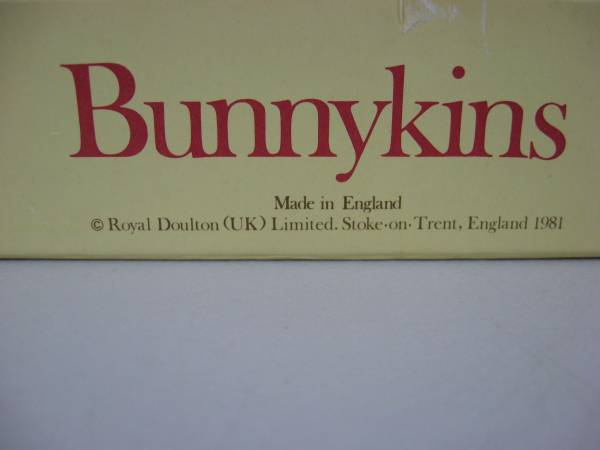 Bunnykins
Made in England
© Royal Doulton (UK) Limited. Stoke·on·Trent, England 1981